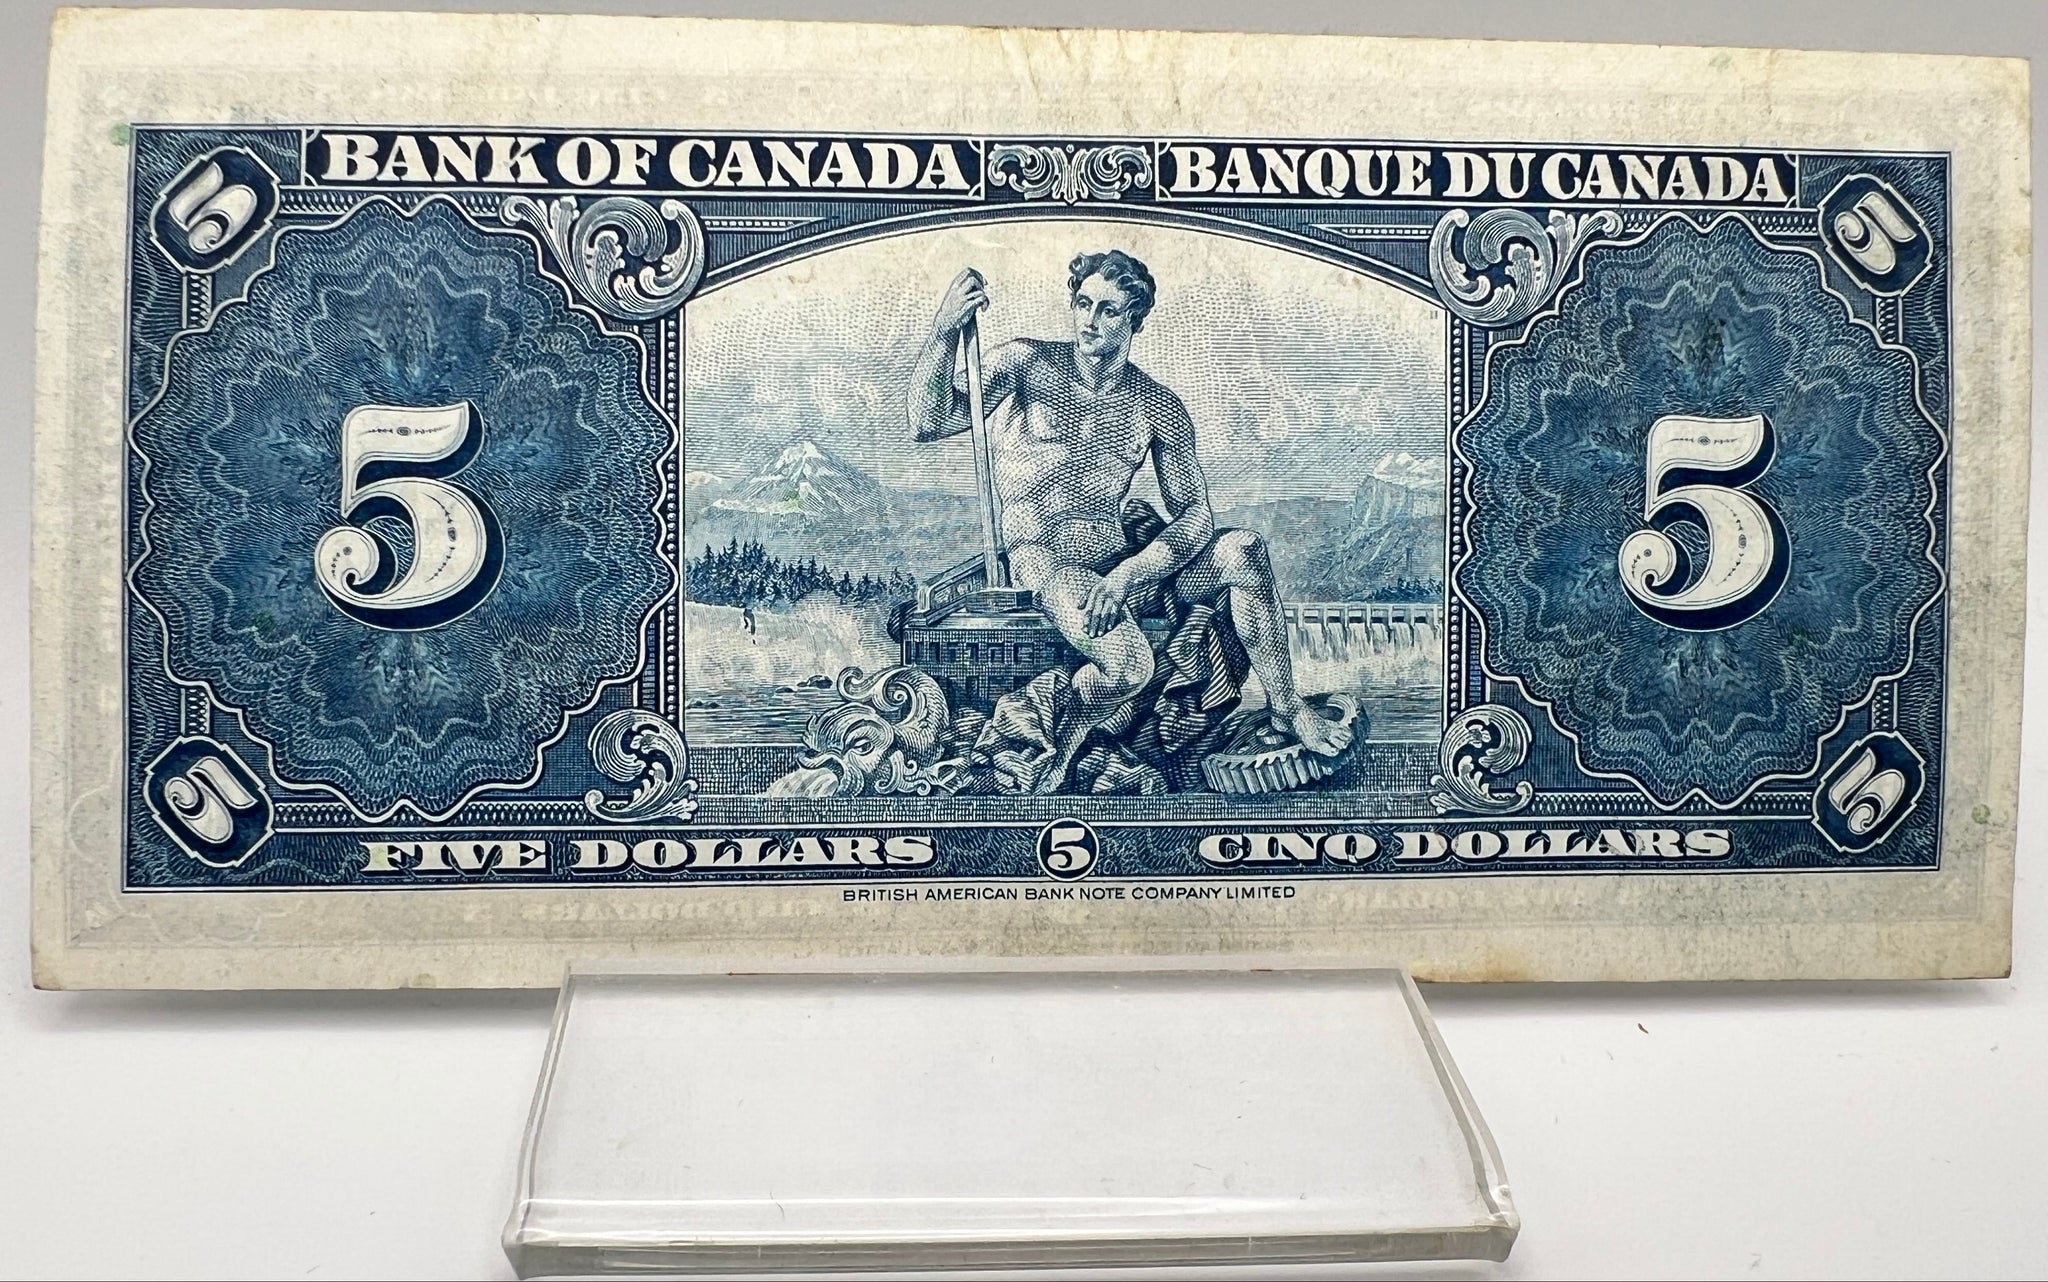 5 BANK OF CANADA BANQUE DU CANADA 5
5 5
5 FIVE DOLLARS 5 CINQ DOLLARS 5
BRITISH AMERICAN BANK NOTE COMPANY LIMITED